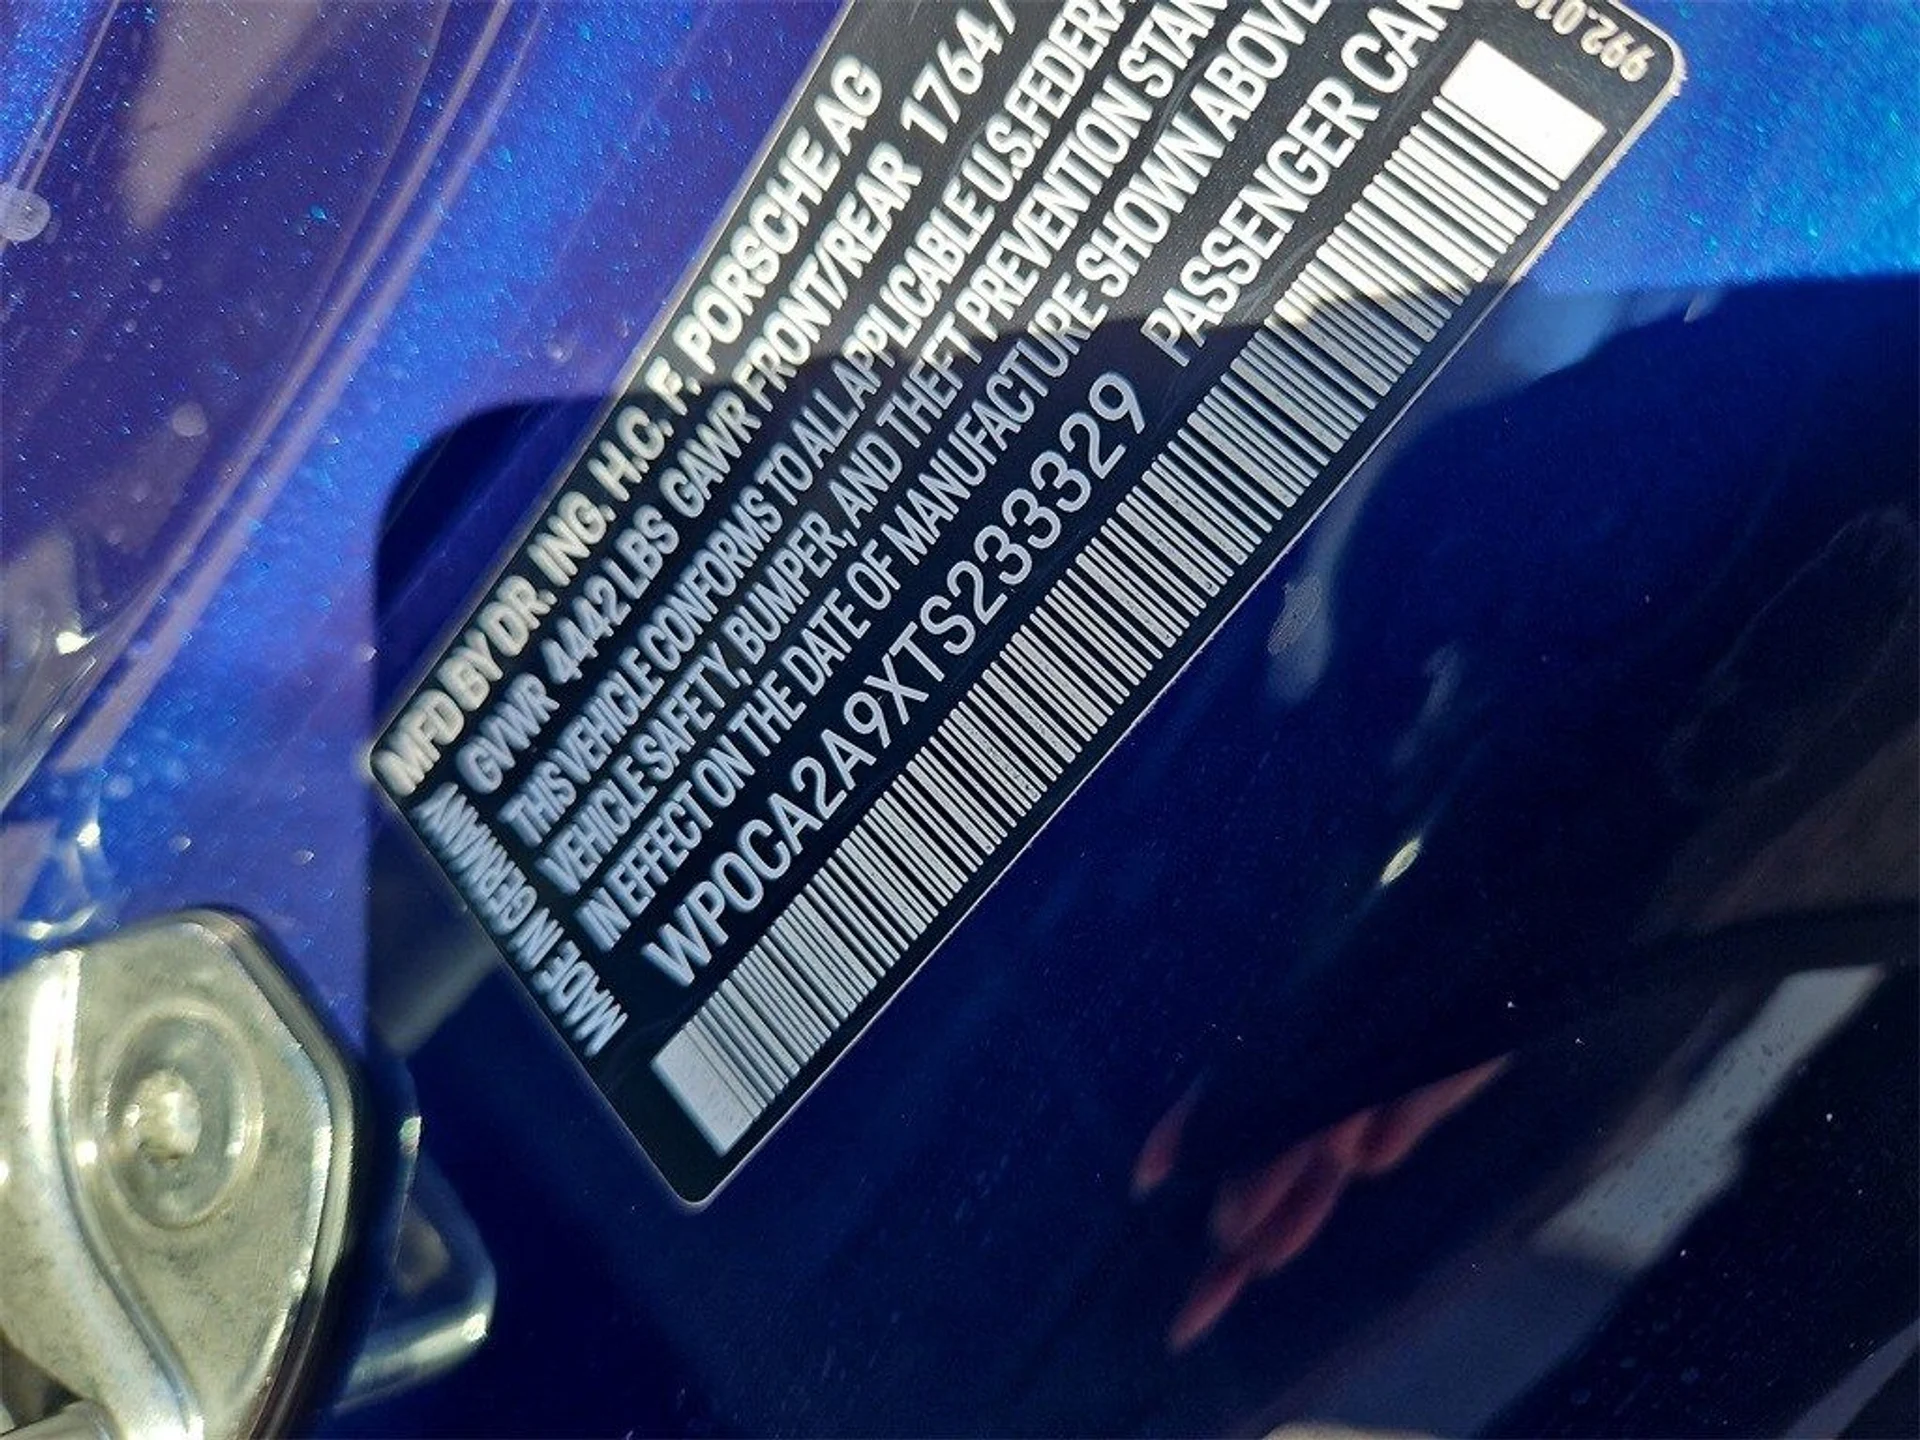 MFD BY DR. ING. H.C. F. PORSCHE AG
GVWR 4442 LBS GAWR FRONT/REAR 1764/
THIS VEHICLE CONFORMS TO ALL APPLICABLE U.S. FEDERA
VEHICLE SAFETY, BUMPER, AND THEFT PREVENTION STAN
IN EFFECT ON THE DATE OF MANUFACTURE SHOWN ABOVE
WP0CA2A9XTS233329 PASSENGER CAR
MADE IN GERMANY
992.01